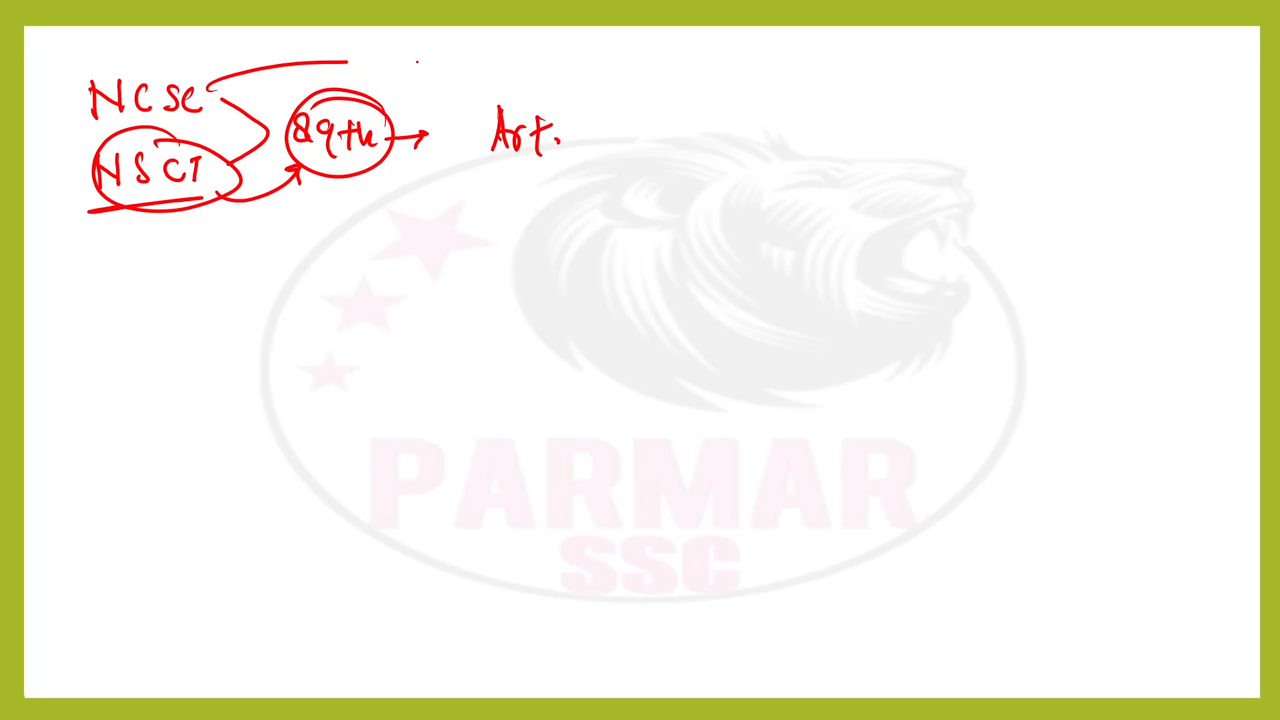 NCSC
89th → Art.
NSCT
PARMAR
SSC